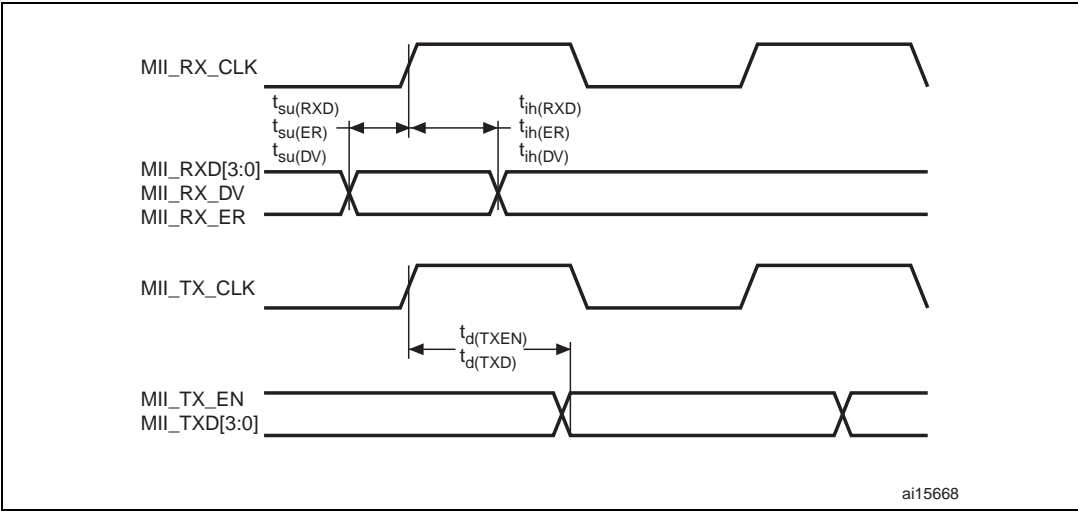 MII_RX_CLK
tsu(RXD)
tsu(ER)
tsu(DV)
tih(RXD)
tih(ER)
tih(DV)
MII_RXD[3:0]
MII_RX_DV
MII_RX_ER
MII_TX_CLK
td(TXEN)
td(TXD)
MII_TX_EN
MII_TXD[3:0]
ai15668